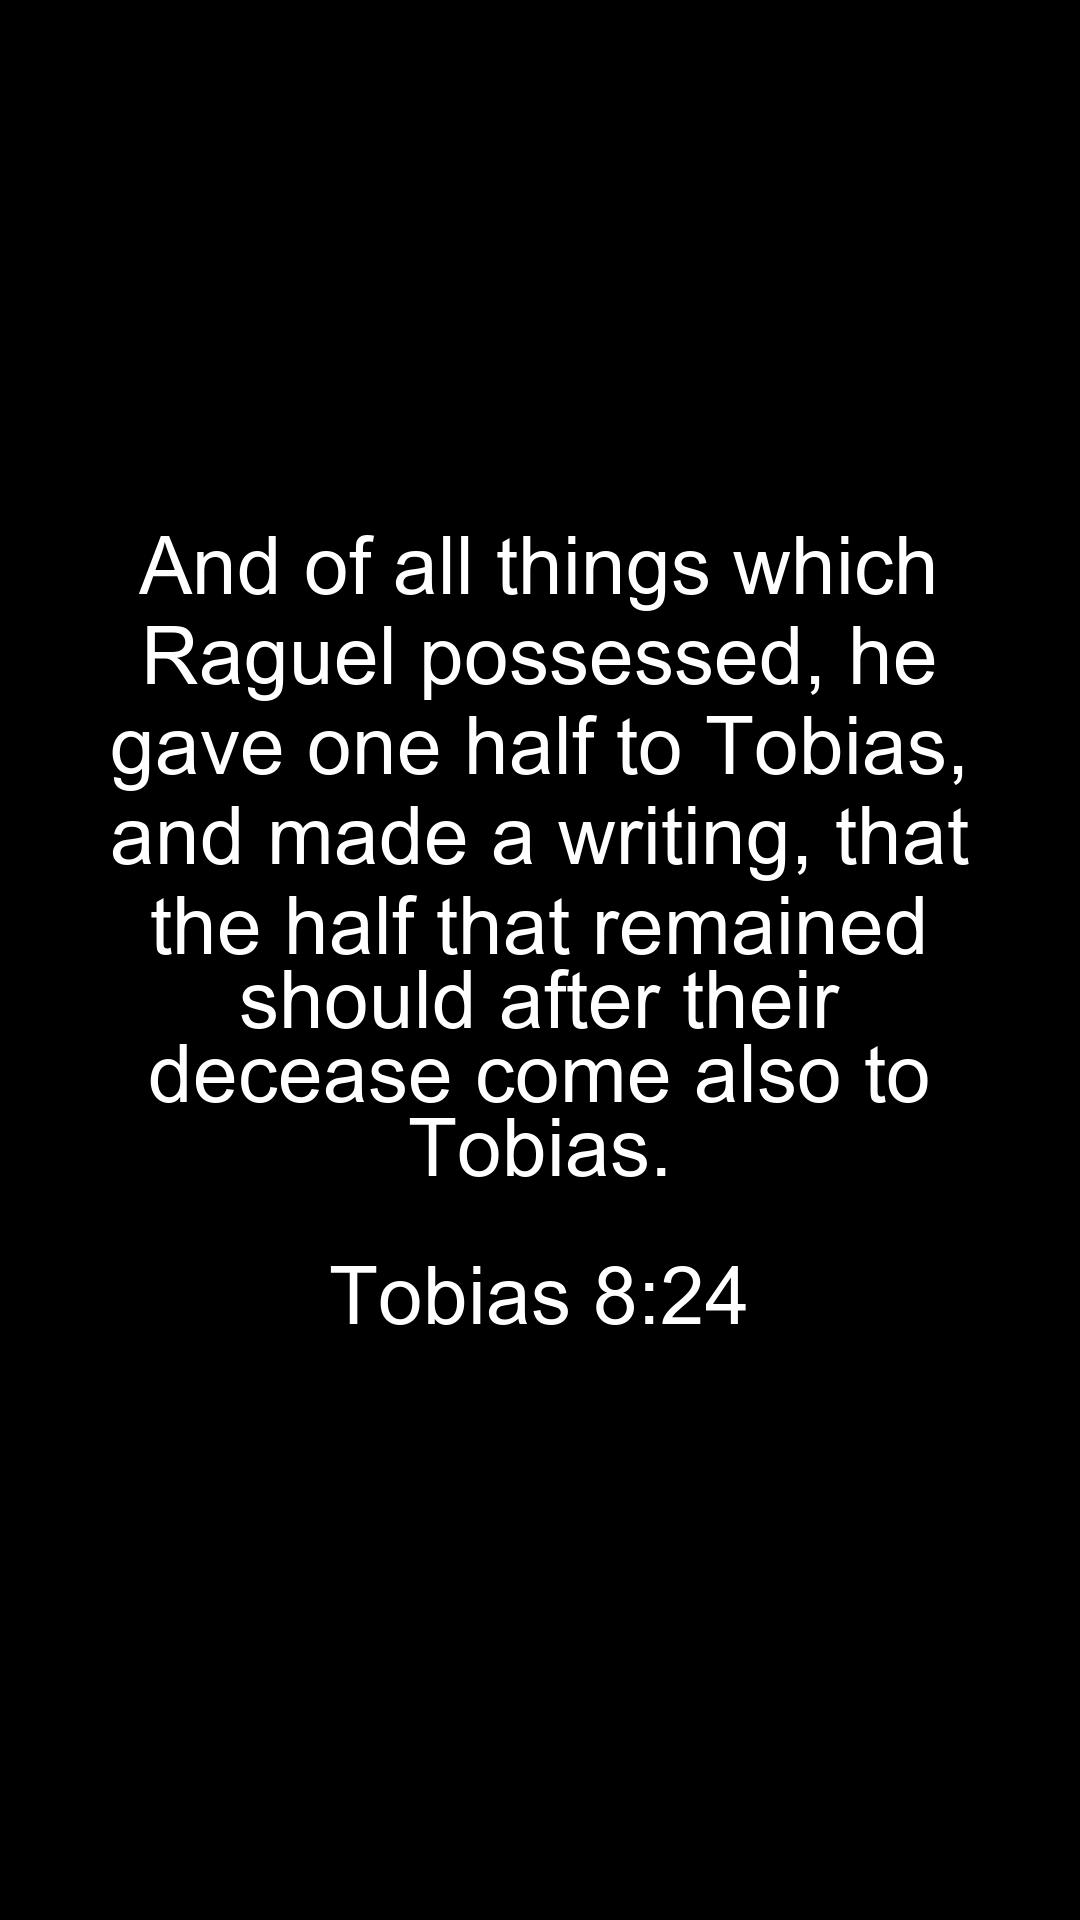 And of all things which
Raguel possessed, he
gave one half to Tobias,
and made a writing, that
the half that remained
should after their
decease come also to
Tobias.
Tobias 8:24